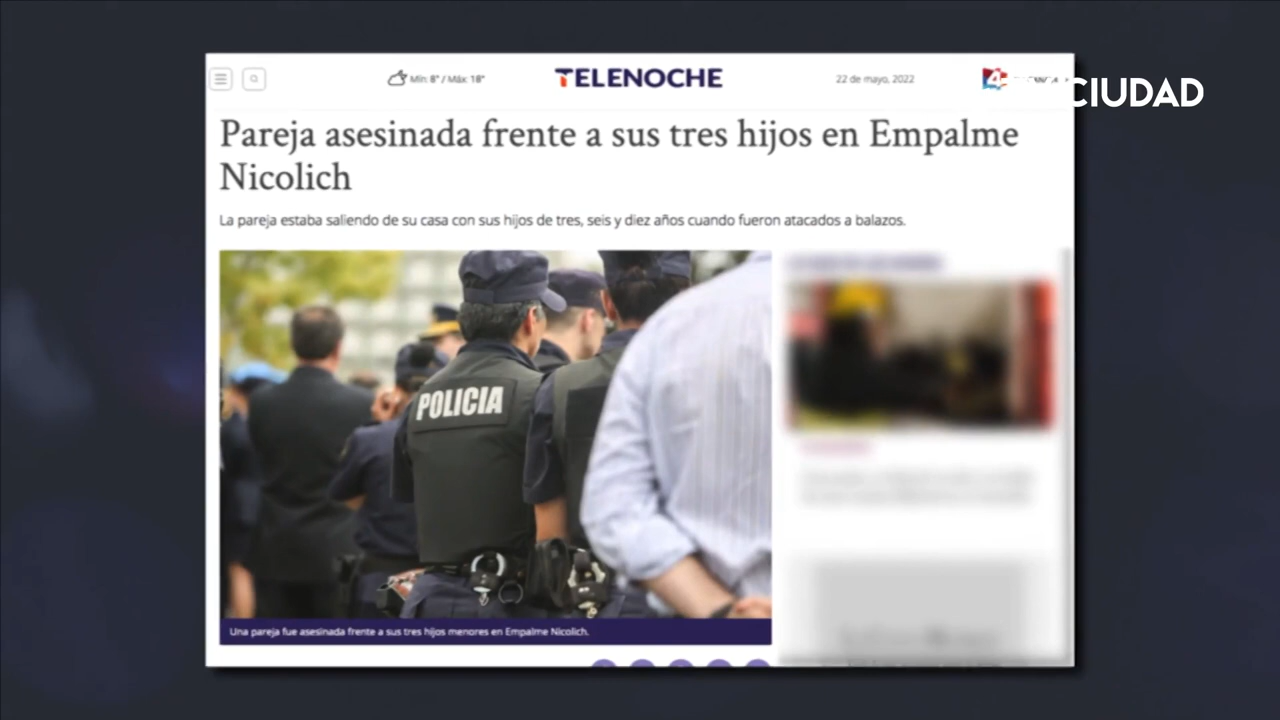 Mín: 8° / Máx: 18°
TELENOCHE
22 de mayo, 2022
4
CIUDAD
Pareja asesinada frente a sus tres hijos en Empalme
Nicolich
La pareja estaba saliendo de su casa con sus hijos de tres, seis y diez años cuando fueron atacados a balazos.
POLICIA
Una pareja fue asesinada frente a sus tres hijos menores en Empalme Nicolich.